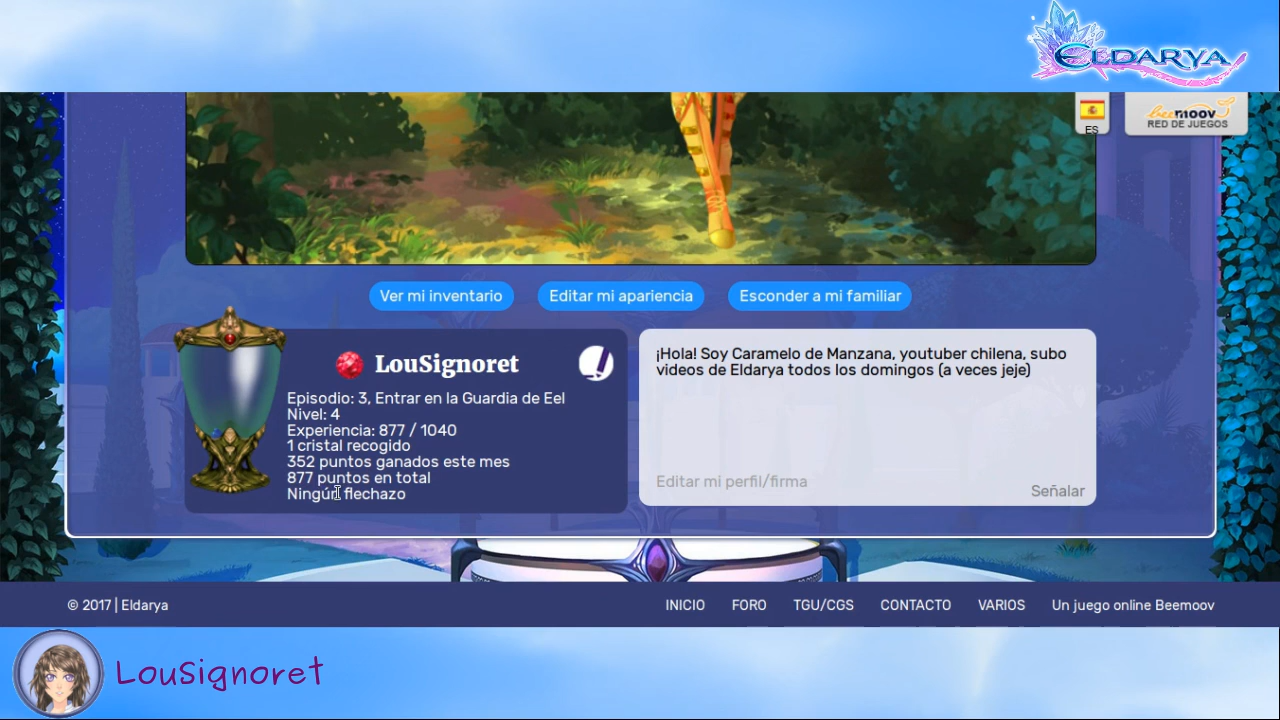 ELDARYA
ES
beemoov
RED DE JUEGOS
Ver mi inventario
Editar mi apariencia
Esconder a mi familiar
LouSignoret
Episodio: 3, Entrar en la Guardia de Eel
Nivel: 4
Experiencia: 877 / 1040
1 cristal recogido
352 puntos ganados este mes
877 puntos en total
Ningún flechazo
¡Hola! Soy Caramelo de Manzana, youtuber chilena, subo
videos de Eldarya todos los domingos (a veces jeje)
Editar mi perfil/firma
Señalar
© 2017 | Eldarya
INICIO
FORO
TGU/CGS
CONTACTO
VARIOS
Un juego online Beemoov
LouSignoret